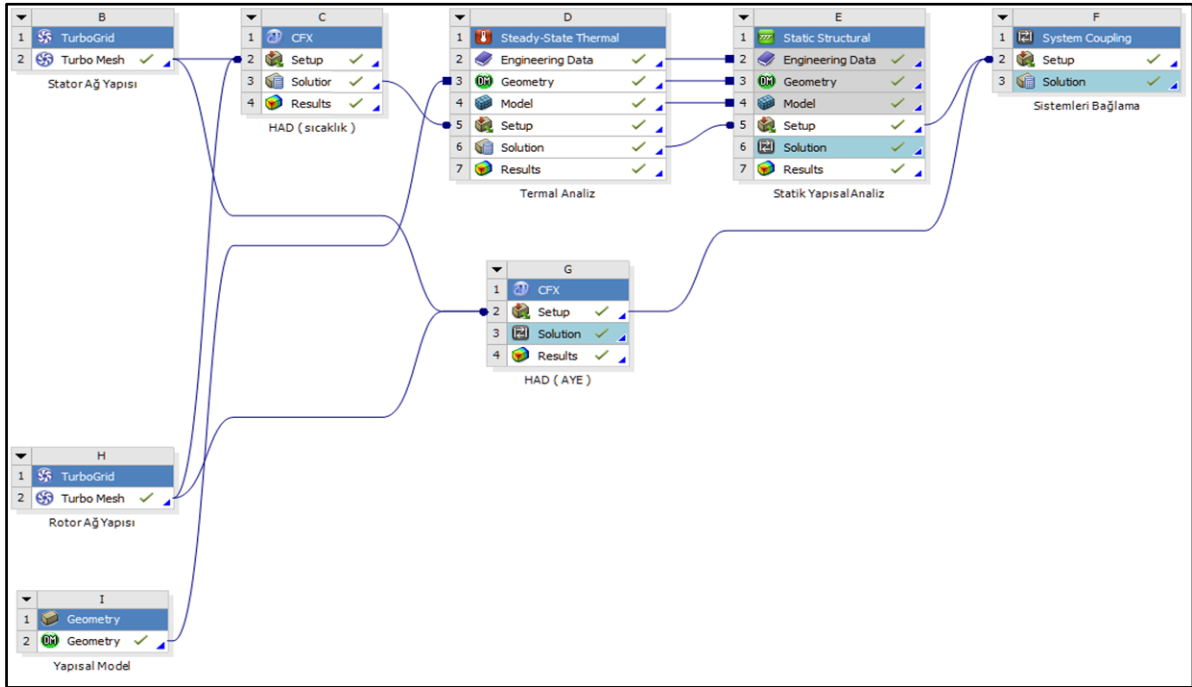 B
1 TurboGrid
2 Turbo Mesh
Stator Ağ Yapısı
C
1 CFX
2 Setup
3 Solution
4 Results
HAD ( sıcaklık )
D
1 Steady-State Thermal
2 Engineering Data
3 Geometry
4 Model
5 Setup
6 Solution
7 Results
Termal Analiz
E
1 Static Structural
2 Engineering Data
3 Geometry
4 Model
5 Setup
6 Solution
7 Results
Statik Yapısal Analiz
F
1 System Coupling
2 Setup
3 Solution
Sistemleri Bağlama
G
1 CFX
2 Setup
3 Solution
4 Results
HAD ( AYE )
H
1 TurboGrid
2 Turbo Mesh
Rotor Ağ Yapısı
I
1 Geometry
2 Geometry
Yapısal Model